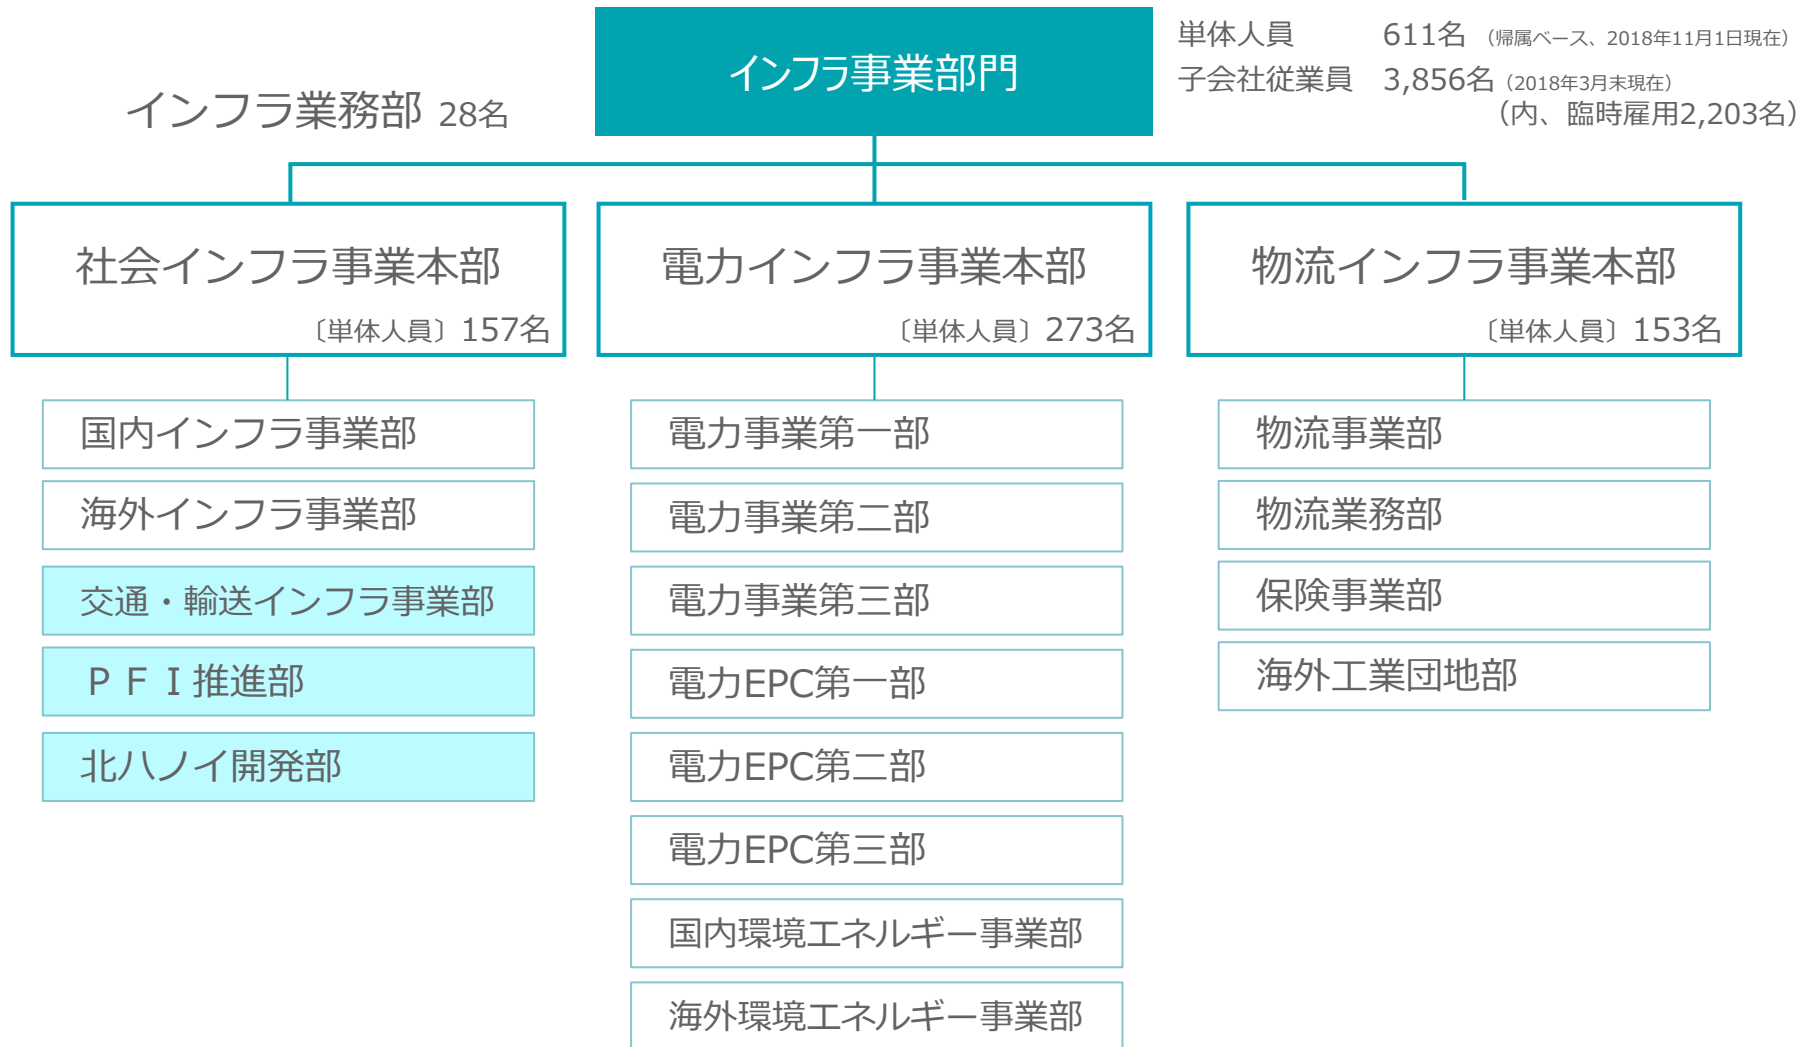 インフラ事業部門
単体人員 611名 （帰属ベース、2018年11月1日現在）
子会社従業員 3,856名（2018年3月末現在）
（内、臨時雇用2,203名）
インフラ業務部 28名
社会インフラ事業本部
〔単体人員〕157名
国内インフラ事業部
海外インフラ事業部
交通・輸送インフラ事業部
ＰＦＩ推進部
北ハノイ開発部
電力インフラ事業本部
〔単体人員〕273名
電力事業第一部
電力事業第二部
電力事業第三部
電力EPC第一部
電力EPC第二部
電力EPC第三部
国内環境エネルギー事業部
海外環境エネルギー事業部
物流インフラ事業本部
〔単体人員〕153名
物流事業部
物流業務部
保険事業部
海外工業団地部